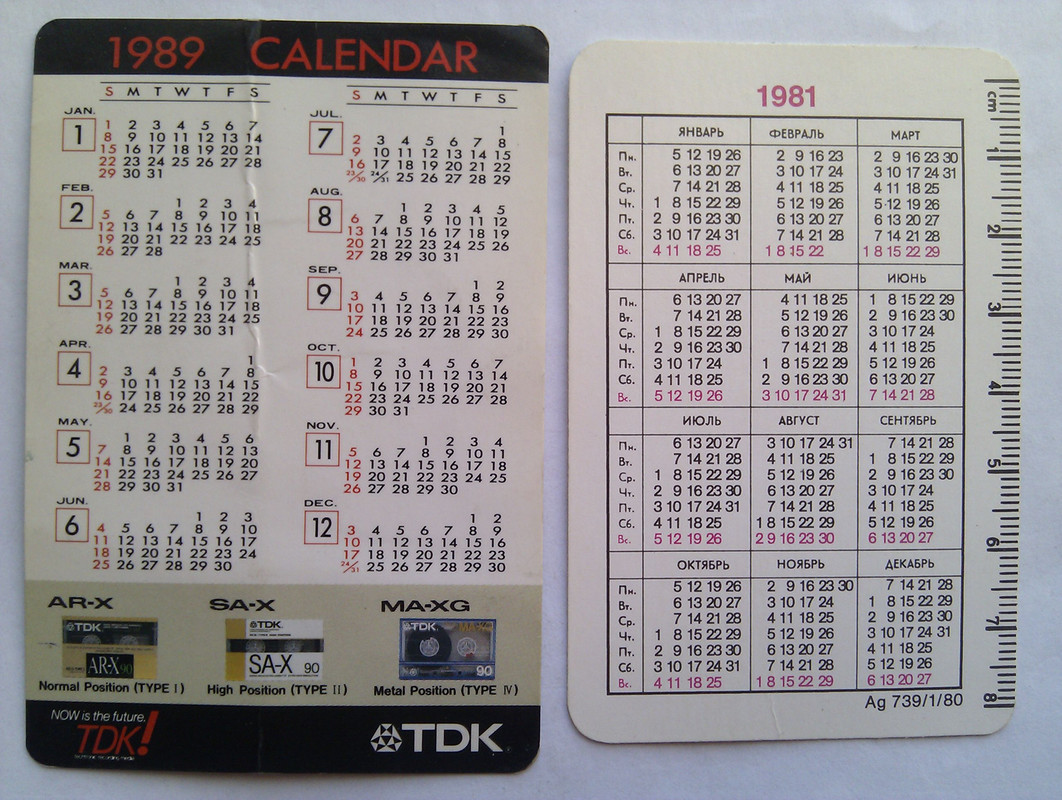 1989 CALENDAR
S M T W T F S
JAN.
1
1 2 3 4 5 6 7
8 9 10 11 12 13 14
15 16 17 18 19 20 21
22 23 24 25 26 27 28
29 30 31
FEB.
2
1 2 3 4
5 6 7 8 9 10 11
12 13 14 15 16 17 18
19 20 21 22 23 24 25
26 27 28
MAR.
3
1 2 3 4
5 6 7 8 9 10 11
12 13 14 15 16 17 18
19 20 21 22 23 24 25
26 27 28 29 30 31
APR.
4
1
2 3 4 5 6 7 8
9 10 11 12 13 14 15
16 17 18 19 20 21 22
23/30 24 25 26 27 28 29
MAY.
5
1 2 3 4 5 6
7 8 9 10 11 12 13
14 15 16 17 18 19 20
21 22 23 24 25 26 27
28 29 30 31
JUN.
6
1 2 3
4 5 6 7 8 9 10
11 12 13 14 15 16 17
18 19 20 21 22 23 24
25 26 27 28 29 30
S M T W T F S
JUL.
7
1
2 3 4 5 6 7 8
9 10 11 12 13 14 15
16 17 18 19 20 21 22
23/30 24/31 25 26 27 28 29
AUG.
8
1 2 3 4 5
6 7 8 9 10 11 12
13 14 15 16 17 18 19
20 21 22 23 24 25 26
27 28 29 30 31
SEP.
9
1 2
3 4 5 6 7 8 9
10 11 12 13 14 15 16
17 18 19 20 21 22 23
24 25 26 27 28 29 30
OCT.
10
1 2 3 4 5 6 7
8 9 10 11 12 13 14
15 16 17 18 19 20 21
22 23 24 25 26 27 28
29 30 31
NOV.
11
1 2 3 4
5 6 7 8 9 10 11
12 13 14 15 16 17 18
19 20 21 22 23 24 25
26 27 28 29 30
DEC.
12
1 2
3 4 5 6 7 8 9
10 11 12 13 14 15 16
17 18 19 20 21 22 23
24/31 25 26 27 28 29 30
AR-X SA-X MA-XG
TDK
AR-X 90
TDK
SA-X 90
TDK MA-XG
90
Normal Position (TYPE I) High Position (TYPE II) Metal Position (TYPE IV)
NOW is the future.
TDK!
TDK
1981
ЯНВАРЬ ФЕВРАЛЬ МАРТ
Пн. 5 12 19 26 2 9 16 23 2 9 16 23 30
Вт. 6 13 20 27 3 10 17 24 3 10 17 24 31
Ср. 7 14 21 28 4 11 18 25 4 11 18 25
Чт. 1 8 15 22 29 5 12 19 26 5 12 19 26
Пт. 2 9 16 23 30 6 13 20 27 6 13 20 27
Сб. 3 10 17 24 31 7 14 21 28 7 14 21 28
Вс. 4 11 18 25 1 8 15 22 1 8 15 22 29
АПРЕЛЬ МАЙ ИЮНЬ
Пн. 6 13 20 27 4 11 18 25 1 8 15 22 29
Вт. 7 14 21 28 5 12 19 26 2 9 16 23 30
Ср. 1 8 15 22 29 6 13 20 27 3 10 17 24
Чт. 2 9 16 23 30 7 14 21 28 4 11 18 25
Пт. 3 10 17 24 1 8 15 22 29 5 12 19 26
Сб. 4 11 18 25 2 9 16 23 30 6 13 20 27
Вс. 5 12 19 26 3 10 17 24 31 7 14 21 28
ИЮЛЬ АВГУСТ СЕНТЯБРЬ
Пн. 6 13 20 27 3 10 17 24 31 7 14 21 28
Вт. 7 14 21 28 4 11 18 25 1 8 15 22 29
Ср. 1 8 15 22 29 5 12 19 26 2 9 16 23 30
Чт. 2 9 16 23 30 6 13 20 27 3 10 17 24
Пт. 3 10 17 24 31 7 14 21 28 4 11 18 25
Сб. 4 11 18 25 1 8 15 22 29 5 12 19 26
Вс. 5 12 19 26 2 9 16 23 30 6 13 20 27
ОКТЯБРЬ НОЯБРЬ ДЕКАБРЬ
Пн. 5 12 19 26 2 9 16 23 30 7 14 21 28
Вт. 6 13 20 27 3 10 17 24 1 8 15 22 29
Ср. 7 14 21 28 4 11 18 25 2 9 16 23 30
Чт. 1 8 15 22 29 5 12 19 26 3 10 17 24 31
Пт. 2 9 16 23 30 6 13 20 27 4 11 18 25
Сб. 3 10 17 24 31 7 14 21 28 5 12 19 26
Вс. 4 11 18 25 1 8 15 22 29 6 13 20 27
Ag 739/1/80
cm
1
2
3
4
5
6
7
8